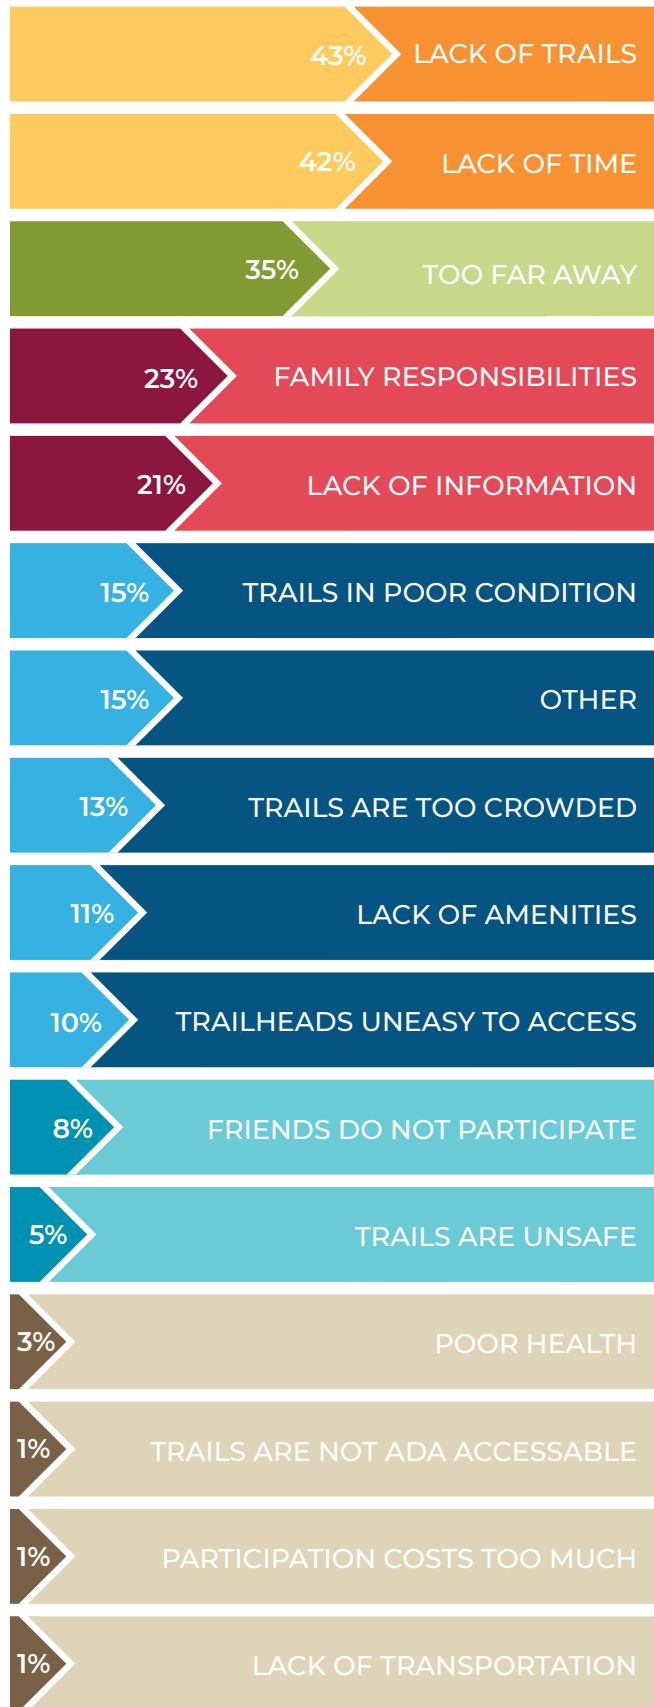 43% LACK OF TRAILS
42% LACK OF TIME
35% TOO FAR AWAY
23% FAMILY RESPONSIBILITIES
21% LACK OF INFORMATION
15% TRAILS IN POOR CONDITION
15% OTHER
13% TRAILS ARE TOO CROWDED
11% LACK OF AMENITIES
10% TRAILHEADS UNEASY TO ACCESS
8% FRIENDS DO NOT PARTICIPATE
5% TRAILS ARE UNSAFE
3% POOR HEALTH
1% TRAILS ARE NOT ADA ACCESSABLE
1% PARTICIPATION COSTS TOO MUCH
1% LACK OF TRANSPORTATION